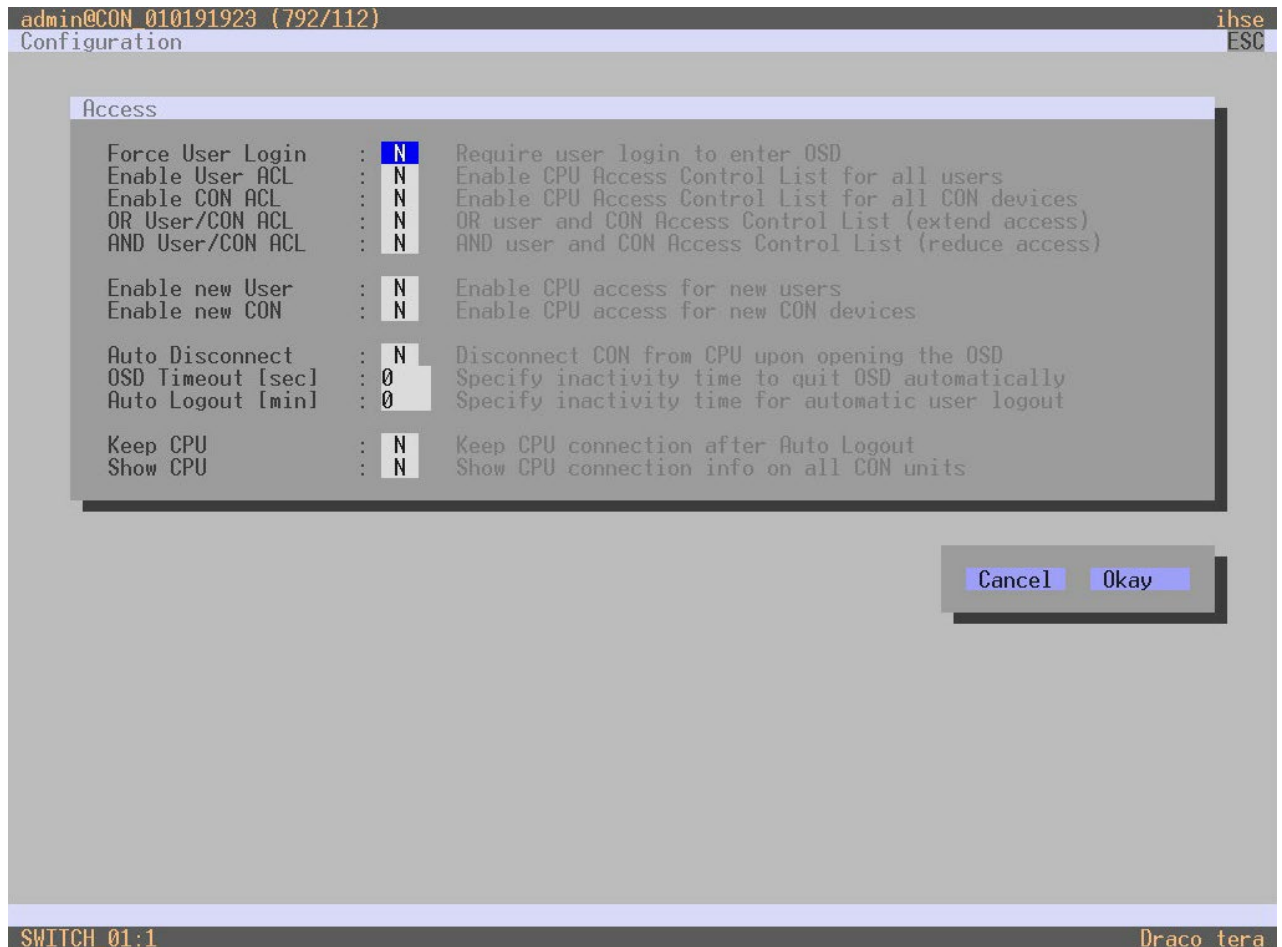 admin@CON_010191923 (792/112) ihse
Configuration ESC
Access
Force User Login : N Require user login to enter OSD
Enable User ACL : N Enable CPU Access Control List for all users
Enable CON ACL : N Enable CPU Access Control List for all CON devices
OR User/CON ACL : N OR user and CON Access Control List (extend access)
AND User/CON ACL : N AND user and CON Access Control List (reduce access)
Enable new User : N Enable CPU access for new users
Enable new CON : N Enable CPU access for new CON devices
Auto Disconnect : N Disconnect CON from CPU upon opening the OSD
OSD Timeout [sec] : 0 Specify inactivity time to quit OSD automatically
Auto Logout [min] : 0 Specify inactivity time for automatic user logout
Keep CPU : N Keep CPU connection after Auto Logout
Show CPU : N Show CPU connection info on all CON units
Cancel Okay
SWITCH_01:1 Draco tera